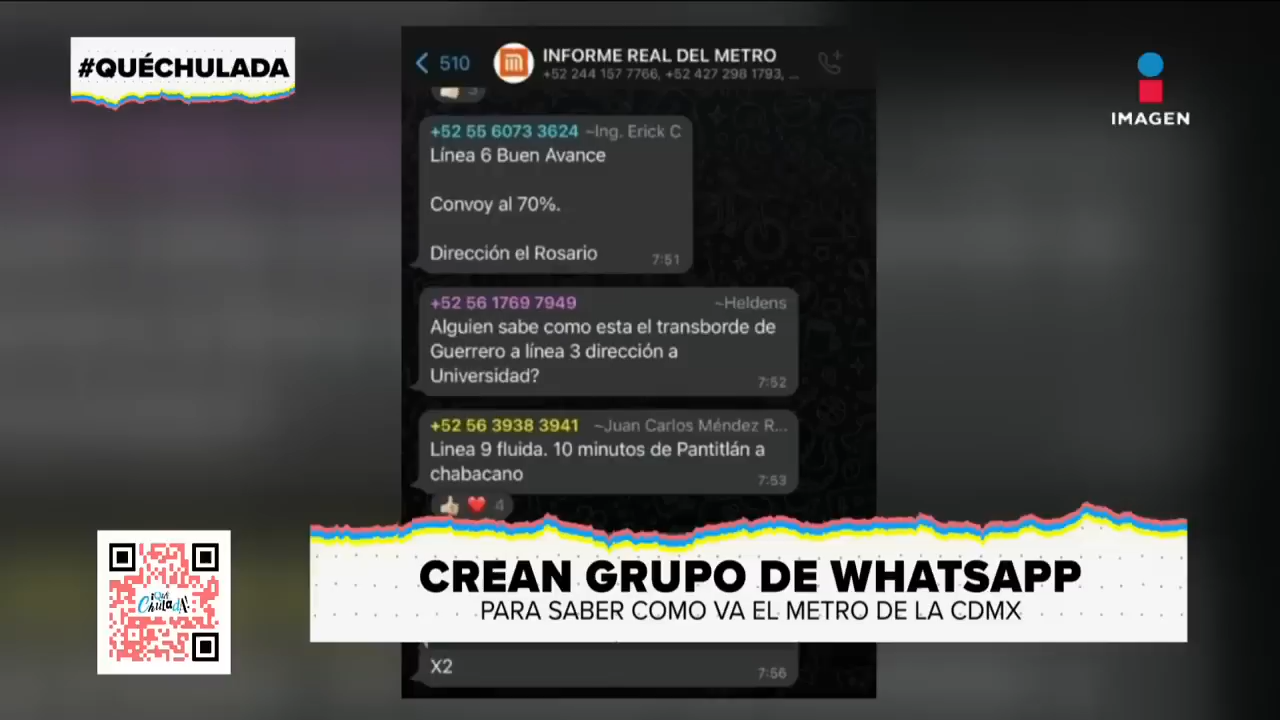 #QUÉCHULADA
510
INFORME REAL DEL METRO
+52 244 157 7766, +52 427 298 1793, ...
3
IMAGEN
+52 55 6073 3624 ~Ing. Erick C
Línea 6 Buen Avance
Convoy al 70%.
Dirección el Rosario
7:51
+52 56 1769 7949 ~Heldens
Alguien sabe como esta el transborde de
Guerrero a línea 3 dirección a
Universidad?
7:52
+52 56 3938 3941 ~Juan Carlos Méndez R...
Linea 9 fluida. 10 minutos de Pantitlán a
chabacano
7:53
4
CREAN GRUPO DE WHATSAPP
PARA SABER COMO VA EL METRO DE LA CDMX
¡Qué
Chulada!
X2
7:56